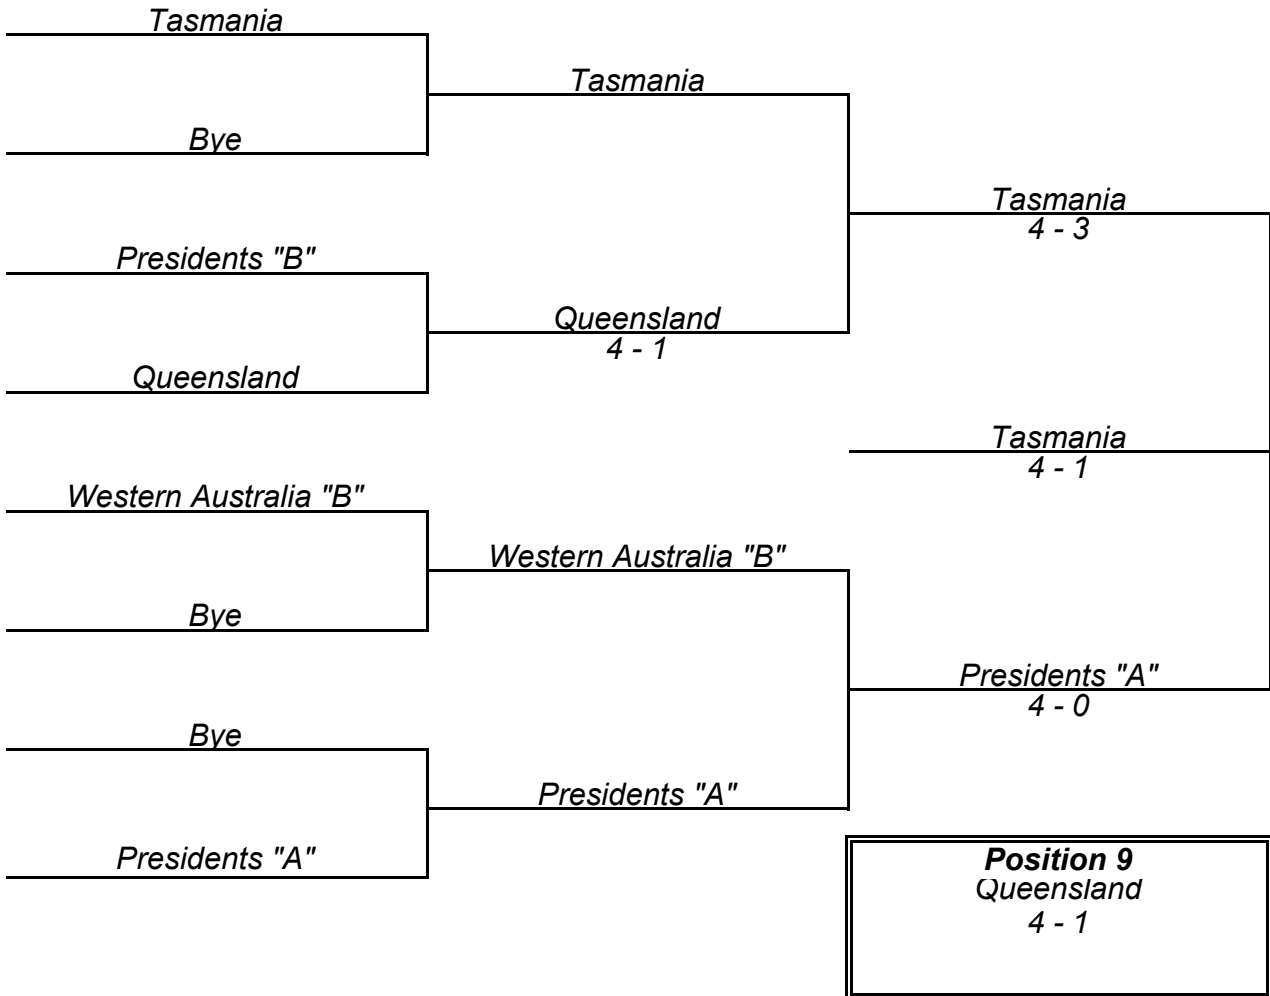 Tasmania
Tasmania
Bye
Tasmania
4 - 3
Presidents "B"
Queensland
4 - 1
Queensland
Tasmania
4 - 1
Western Australia "B"
Western Australia "B"
Bye
Presidents "A"
4 - 0
Bye
Presidents "A"
Presidents "A"
Position 9
Queensland
4 - 1